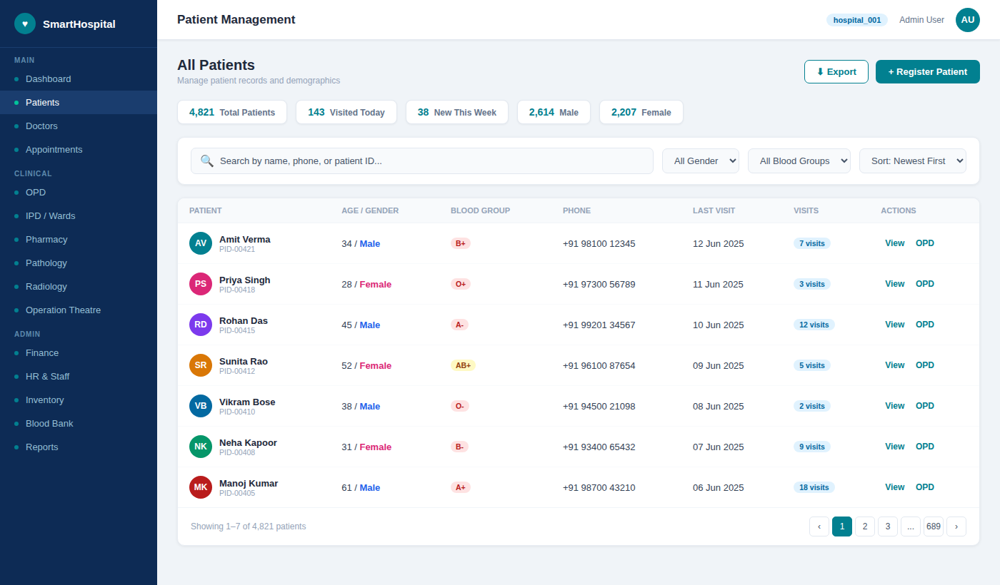 ♥ SmartHospital
MAIN
Dashboard
Patients
Doctors
Appointments
CLINICAL
OPD
IPD / Wards
Pharmacy
Pathology
Radiology
Operation Theatre
ADMIN
Finance
HR & Staff
Inventory
Blood Bank
Reports
Patient Management
hospital_001 Admin User AU
All Patients
Manage patient records and demographics
⬇ Export + Register Patient
4,821 Total Patients 143 Visited Today 38 New This Week 2,614 Male 2,207 Female
🔍 Search by name, phone, or patient ID... All Gender All Blood Groups Sort: Newest First
PATIENT AGE / GENDER BLOOD GROUP PHONE LAST VISIT VISITS ACTIONS
AV Amit Verma 34 / Male B+ +91 98100 12345 12 Jun 2025 7 visits View OPD
PID-00421
PS Priya Singh 28 / Female O+ +91 97300 56789 11 Jun 2025 3 visits View OPD
PID-00418
RD Rohan Das 45 / Male A- +91 99201 34567 10 Jun 2025 12 visits View OPD
PID-00415
SR Sunita Rao 52 / Female AB+ +91 96100 87654 09 Jun 2025 5 visits View OPD
PID-00412
VB Vikram Bose 38 / Male O- +91 94500 21098 08 Jun 2025 2 visits View OPD
PID-00410
NK Neha Kapoor 31 / Female B- +91 93400 65432 07 Jun 2025 9 visits View OPD
PID-00408
MK Manoj Kumar 61 / Male A+ +91 98700 43210 06 Jun 2025 18 visits View OPD
PID-00405
Showing 1–7 of 4,821 patients ‹ 1 2 3 ... 689 ›